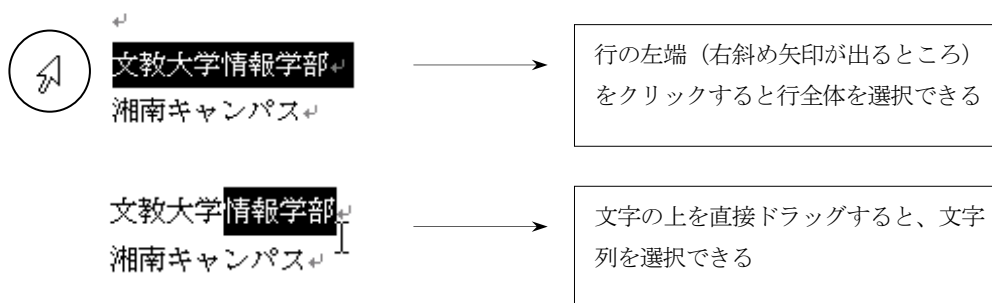 文教大学情報学部
湘南キャンパス
行の左端（右斜め矢印が出るところ）
をクリックすると行全体を選択できる
文教大学情報学部
湘南キャンパス
文字の上を直接ドラッグすると、文字
列を選択できる